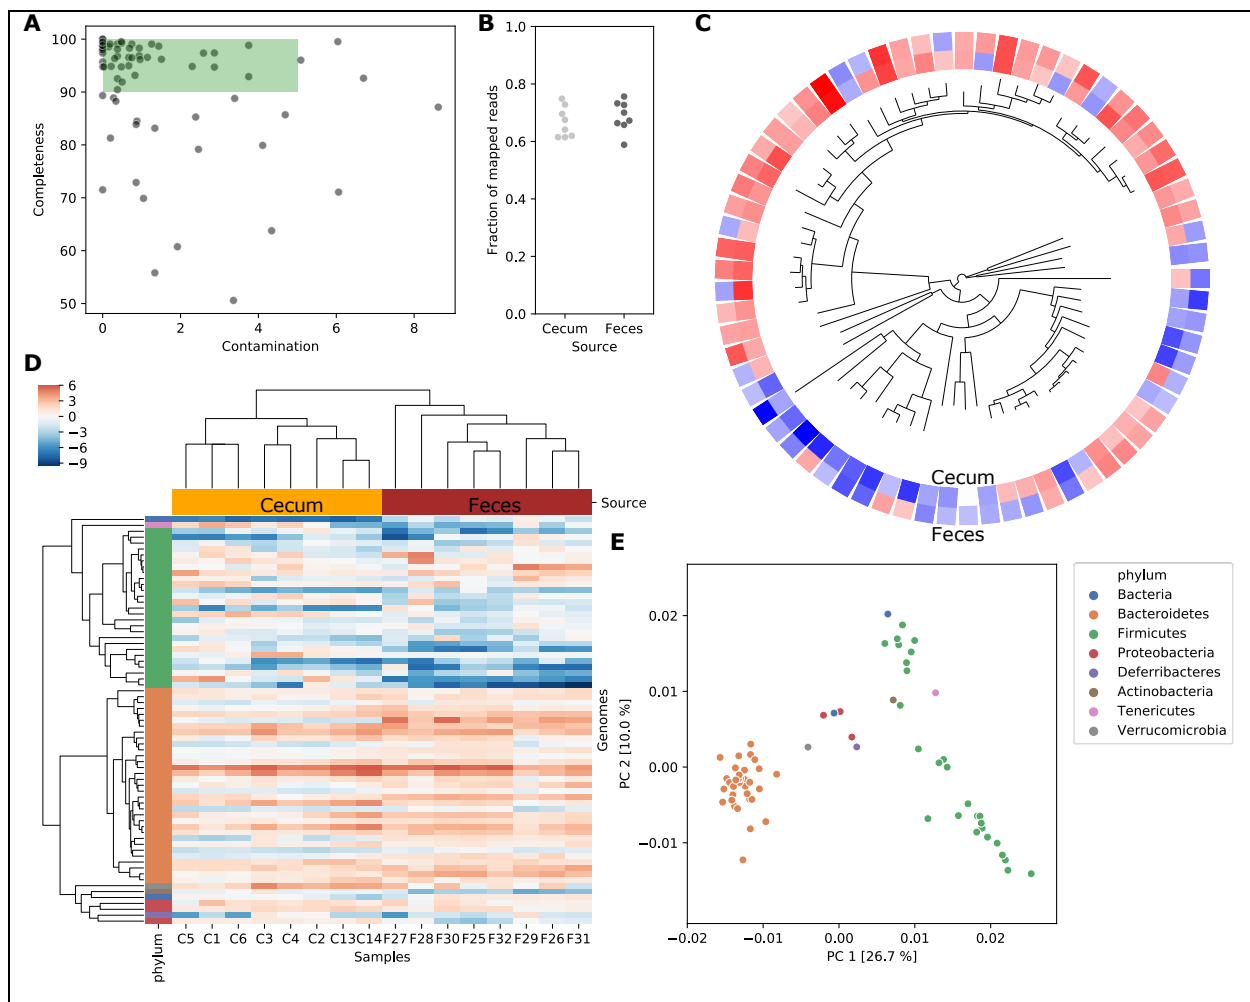 A
100
90
80
70
60
50
Completeness
0
2
4
6
8
Contamination
B
1.0
0.8
0.6
0.4
0.2
0.0
Fraction of mapped reads
Cecum
Feces
Source
C
Cecum
Feces
D
6
3
0
−3
−6
−9
Cecum
Feces
Source
Genomes
C5 C1 C6 C3 C4 C2 C13 C14 F27 F28 F30 F25 F32 F29 F26 F31
phylum
Samples
E
0.02
0.01
0.00
−0.01
PC 2 [10.0 %]
−0.02
−0.01
0.00
0.01
0.02
PC 1 [26.7 %]
phylum
Bacteria
Bacteroidetes
Firmicutes
Proteobacteria
Deferribacteres
Actinobacteria
Tenericutes
Verrucomicrobia